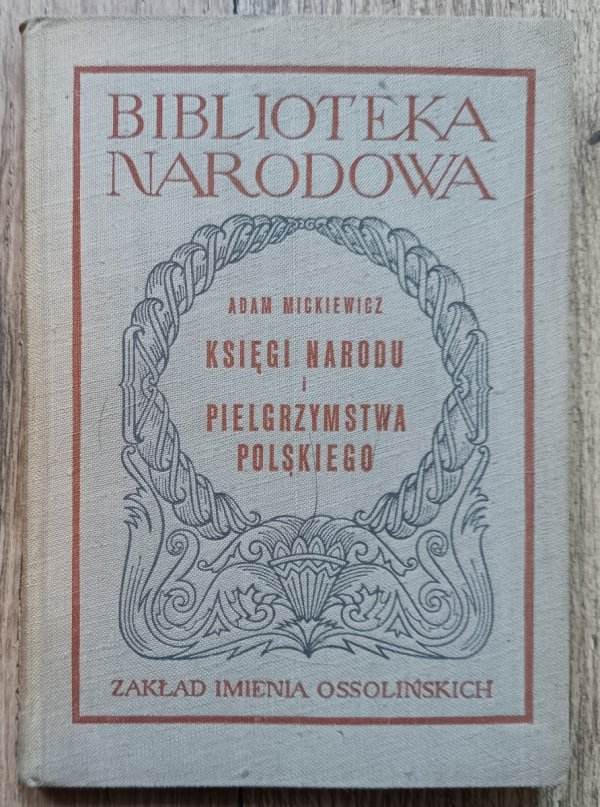 BIBLIOTEKA
NARODOWA
ADAM MICKIEWICZ
KSIĘGI NARODU
i
PIELGRZYMSTWA
POLSKIEGO
ZAKŁAD IMIENIA OSSOLIŃSKICH